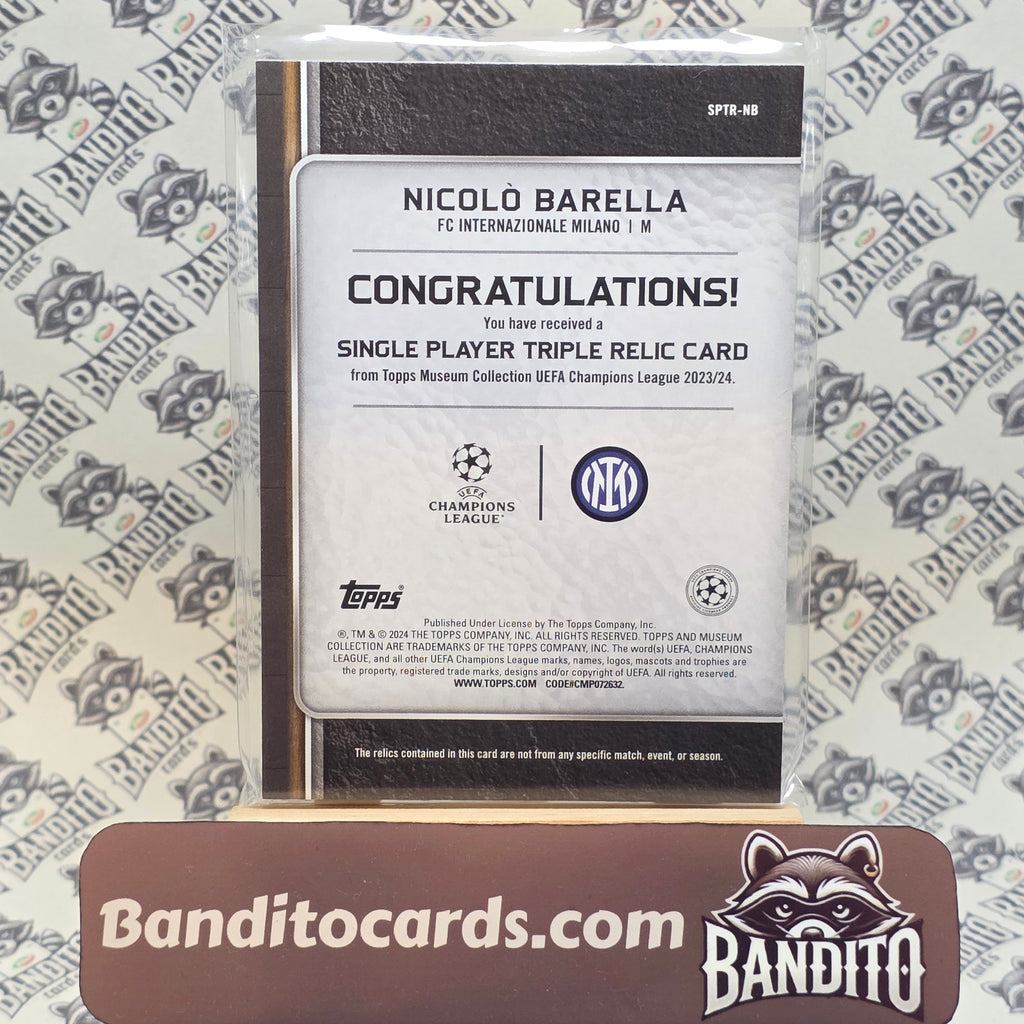 SPTR-NB
NICOLÒ BARELLA
FC INTERNAZIONALE MILANO | M
CONGRATULATIONS!
You have received a
SINGLE PLAYER TRIPLE RELIC CARD
from Topps Museum Collection UEFA Champions League 2023/24.
UEFA
CHAMPIONS
LEAGUE®
topps®
Published Under License by The Topps Company, Inc.
®, TM & © 2024 THE TOPPS COMPANY, INC. ALL RIGHTS RESERVED. TOPPS AND MUSEUM
COLLECTION ARE TRADEMARKS OF THE TOPPS COMPANY, INC. The word(s) UEFA, CHAMPIONS
LEAGUE, and all other UEFA Champions League marks, names, logos, mascots and trophies are
the property, registered trade marks, designs and/or copyright of UEFA. All rights reserved.
WWW.TOPPS.COM CODE#CMP072632.
The relics contained in this card are not from any specific match, event, or season.
Banditocards.com
BANDITO
BANDITO
cards